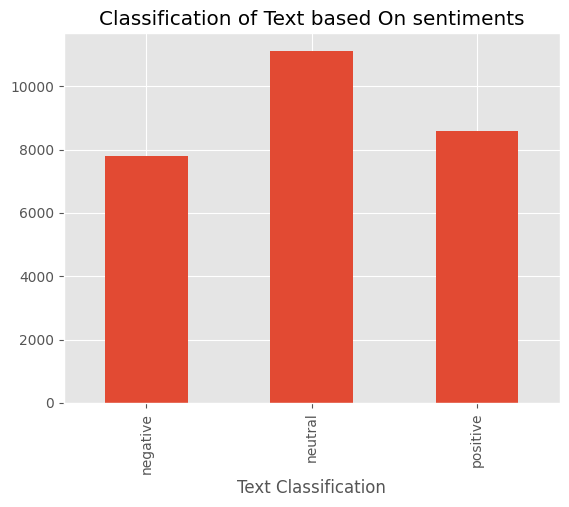 Classification of Text based On sentiments
10000
8000
6000
4000
2000
0
negative
neutral
positive
Text Classification